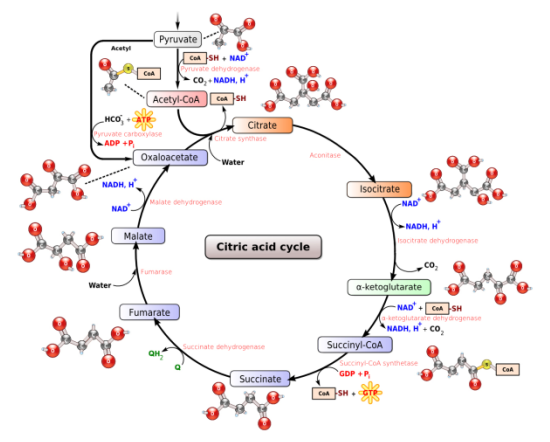 Pyruvate
Acetyl
CoA-SH + NAD+
Pyruvate dehydrogenase
CO2+NADH, H+
S-CoA
Acetyl-CoA
CoA-SH
HCO3- + ATP
Pyruvate carboxylase
ADP + Pi
Citrate
Citrate synthase
Water
Oxaloacetate
Aconitase
NADH, H+
NAD+
Malate dehydrogenase
Isocitrate
NAD+
NADH, H+
Isocitrate dehydrogenase
CO2
Malate
Citric acid cycle
Water
Fumarase
α-ketoglutarate
NAD+ + CoA-SH
α-ketoglutarate dehydrogenase
NADH, H+ + CO2
Fumarate
QH2
Succinate dehydrogenase
Q
Succinyl-CoA
Succinyl-CoA synthetase
GDP + Pi
CoA-SH + GTP
Succinate
S-CoA